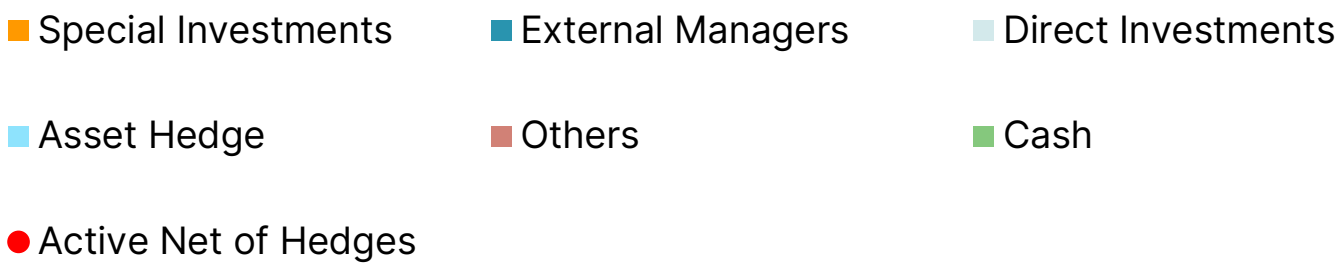 Special Investments External Managers Direct Investments
Asset Hedge Others Cash
Active Net of Hedges